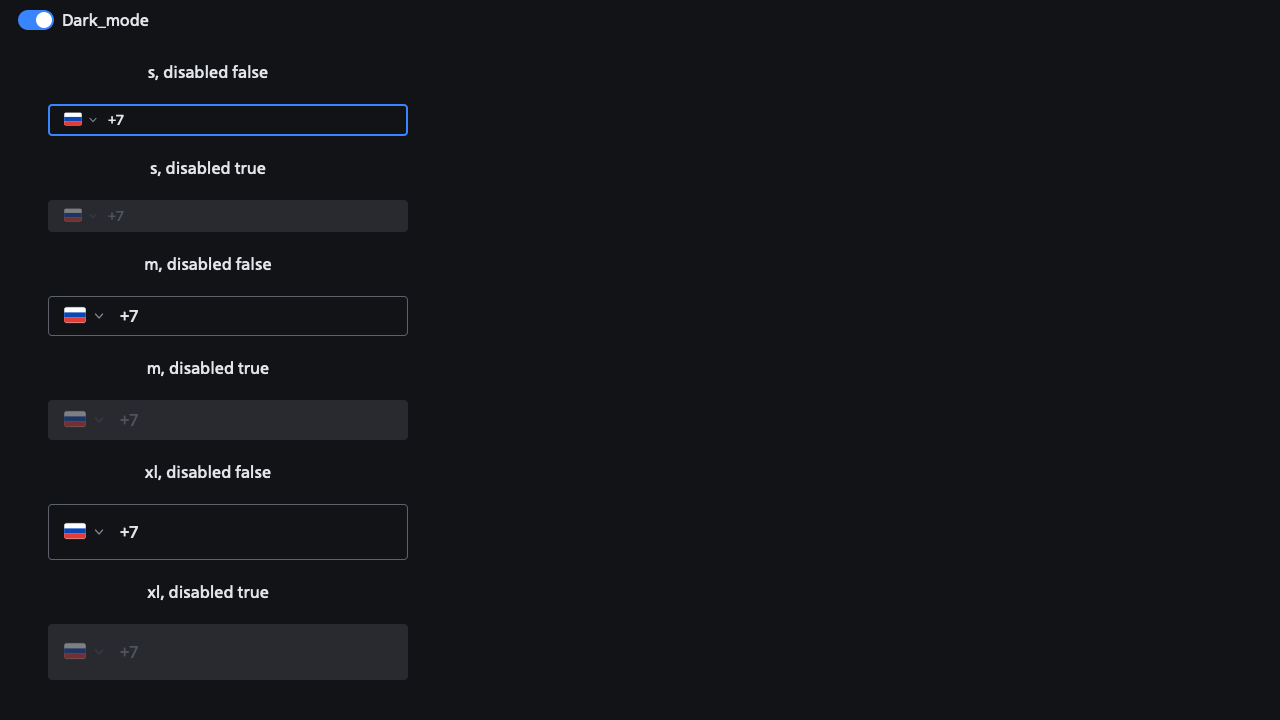 Dark_mode
s, disabled false
+7
s, disabled true
+7
m, disabled false
+7
m, disabled true
+7
xl, disabled false
+7
xl, disabled true
+7